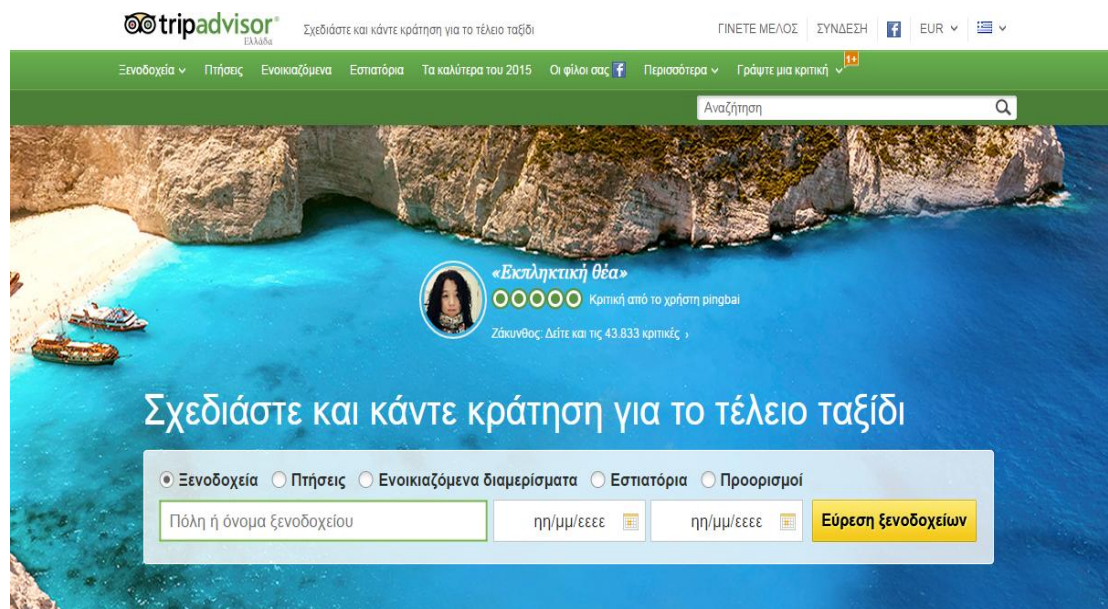 tripadvisor®
Ελλάδα
Σχεδιάστε και κάντε κράτηση για το τέλειο ταξίδι
ΓΙΝΕΤΕ ΜΕΛΟΣ ΣΥΝΔΕΣΗ f EUR
Ξενοδοχεία Πτήσεις Ενοικιαζόμενα Εστιατόρια Τα καλύτερα του 2015 Οι φίλοι σας f Περισσότερα Γράψτε μια κριτική 1+
Αναζήτηση
«Εκπληκτική θέα»
Κριτική από το χρήστη pingbai
Ζάκυνθος: Δείτε και τις 43.833 κριτικές ›
Σχεδιάστε και κάντε κράτηση για το τέλειο ταξίδι
Ξενοδοχεία Πτήσεις Ενοικιαζόμενα διαμερίσματα Εστιατόρια Προορισμοί
Πόλη ή όνομα ξενοδοχείου ηη/μμ/εεεε ηη/μμ/εεεε Εύρεση ξενοδοχείων